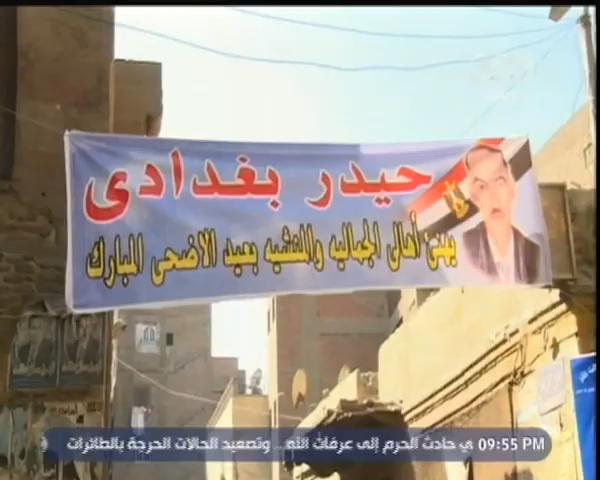 حيدر بغدادى
يهنئ أهالى الجماليه والمنشيه بعيد الاضحى المبارك
ي حادث الحرم إلى عرفات الله.. وتصعيد الحالات الحرجة بالطائرات
09:55 PM